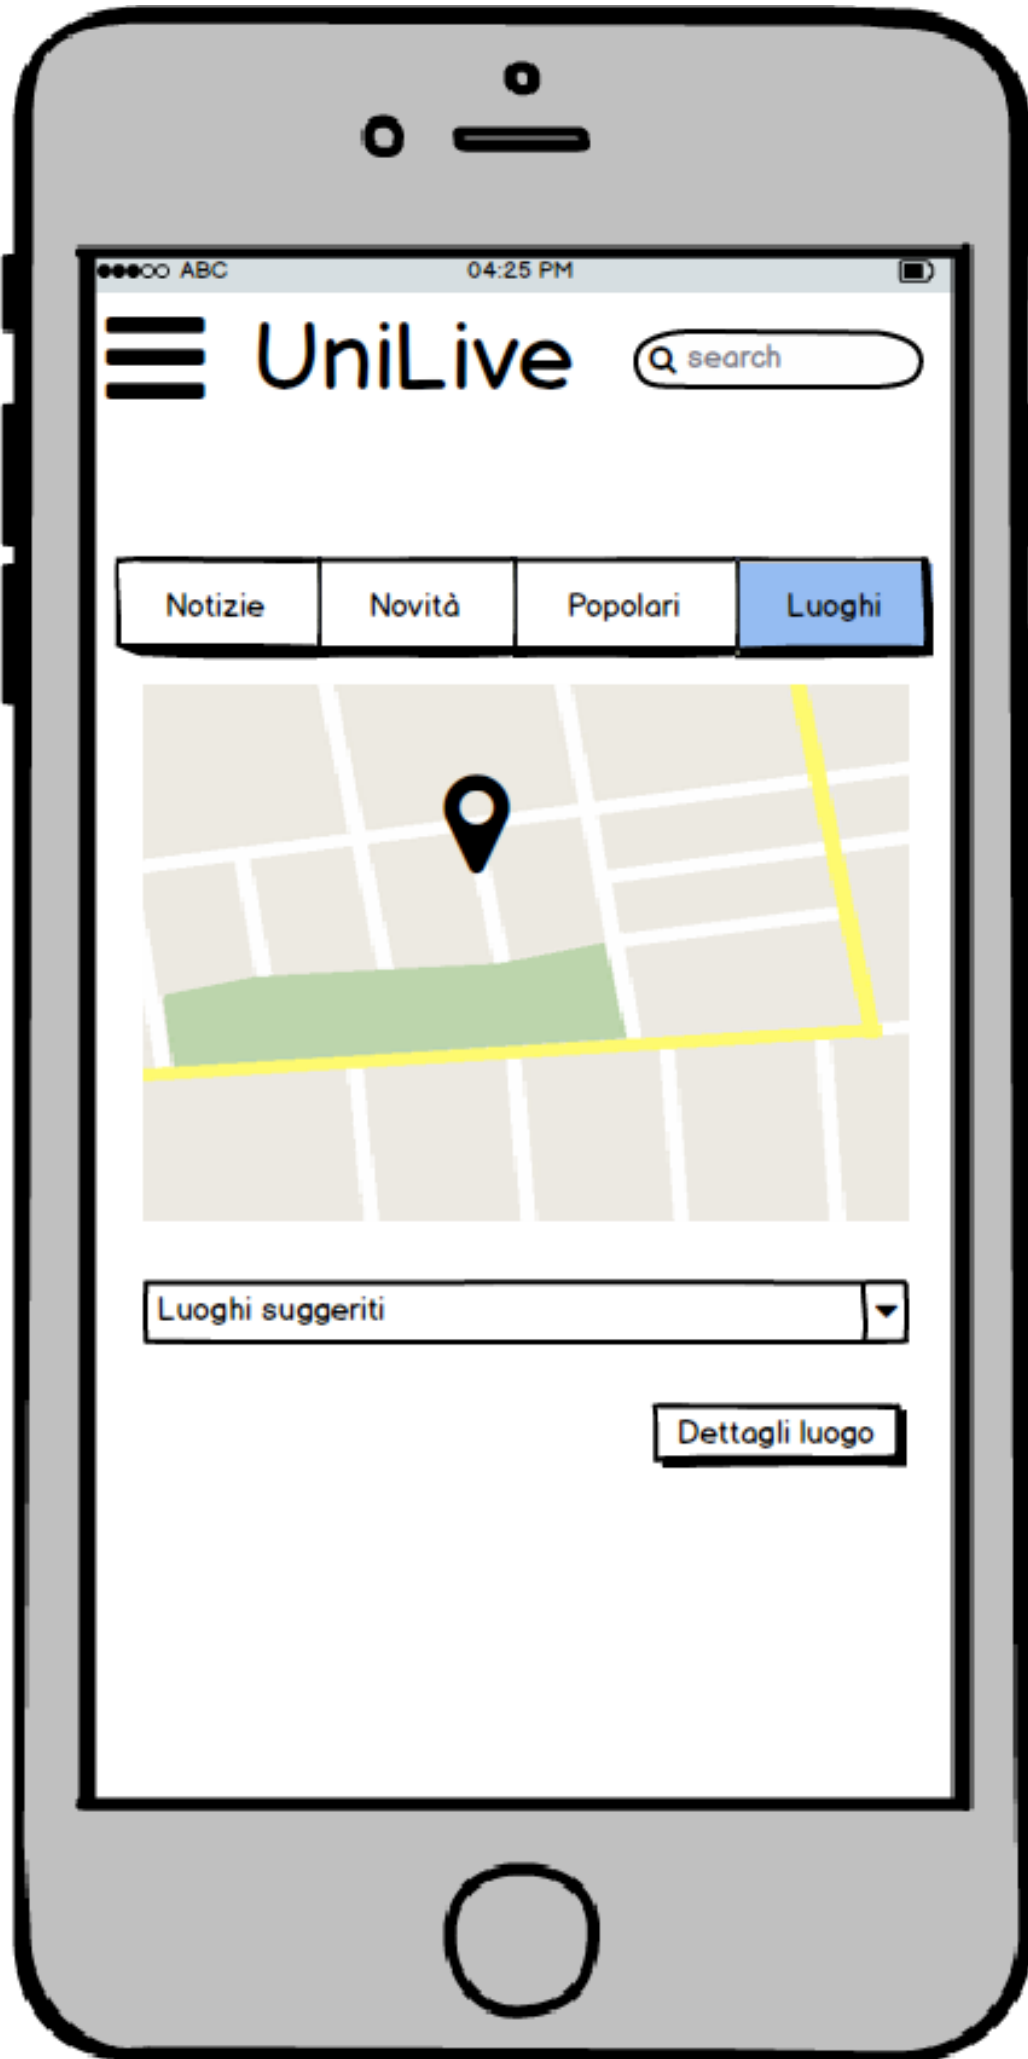 ABC 04:25 PM
UniLive search
Notizie Novità Popolari Luoghi
Luoghi suggeriti
Dettagli luogo